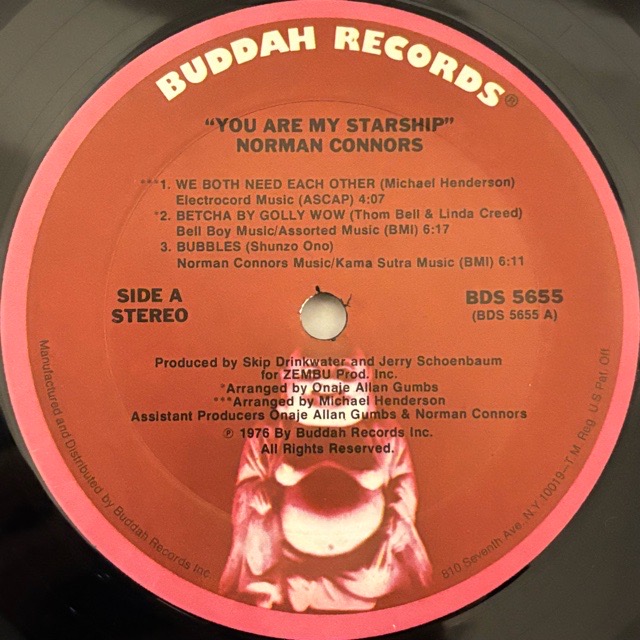 BUDDAH RECORDS®
"YOU ARE MY STARSHIP"
NORMAN CONNORS
***1. WE BOTH NEED EACH OTHER (Michael Henderson)
Electrocord Music (ASCAP) 4:07
*2. BETCHA BY GOLLY WOW (Thom Bell & Linda Creed)
Bell Boy Music/Assorted Music (BMI) 6:17
3. BUBBLES (Shunzo Ono)
Norman Connors Music/Kama Sutra Music (BMI) 6:11
SIDE A
STEREO
BDS 5655
(BDS 5655 A)
Produced by Skip Drinkwater and Jerry Schoenbaum
for ZEMBU Prod. Inc.
*Arranged by Onaje Allan Gumbs
***Arranged by Michael Henderson
Assistant Producers Onaje Allan Gumbs & Norman Connors
℗ 1976 By Buddah Records Inc.
All Rights Reserved.
Manufactured and Distributed by Buddah Records Inc.
810 Seventh Ave. N.Y. 10019—T.M. Reg. U.S. Pat. Off.